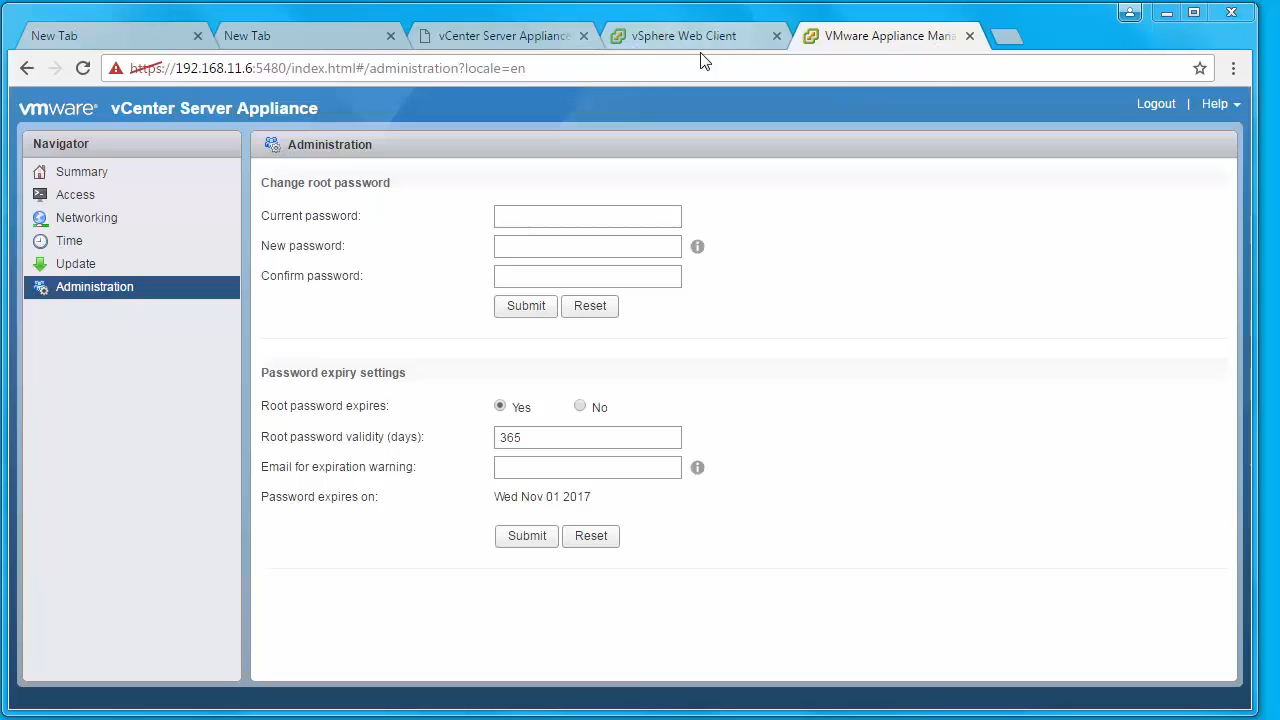 New Tab
New Tab
vCenter Server Appliance
vSphere Web Client
VMware Appliance Mana
https://192.168.11.6:5480/index.html#/administration?locale=en
vmware® vCenter Server Appliance
Logout | Help
Navigator
Summary
Access
Networking
Time
Update
Administration
Administration
Change root password
Current password:
New password:
Confirm password:
Submit Reset
Password expiry settings
Root password expires: Yes No
Root password validity (days): 365
Email for expiration warning:
Password expires on: Wed Nov 01 2017
Submit Reset